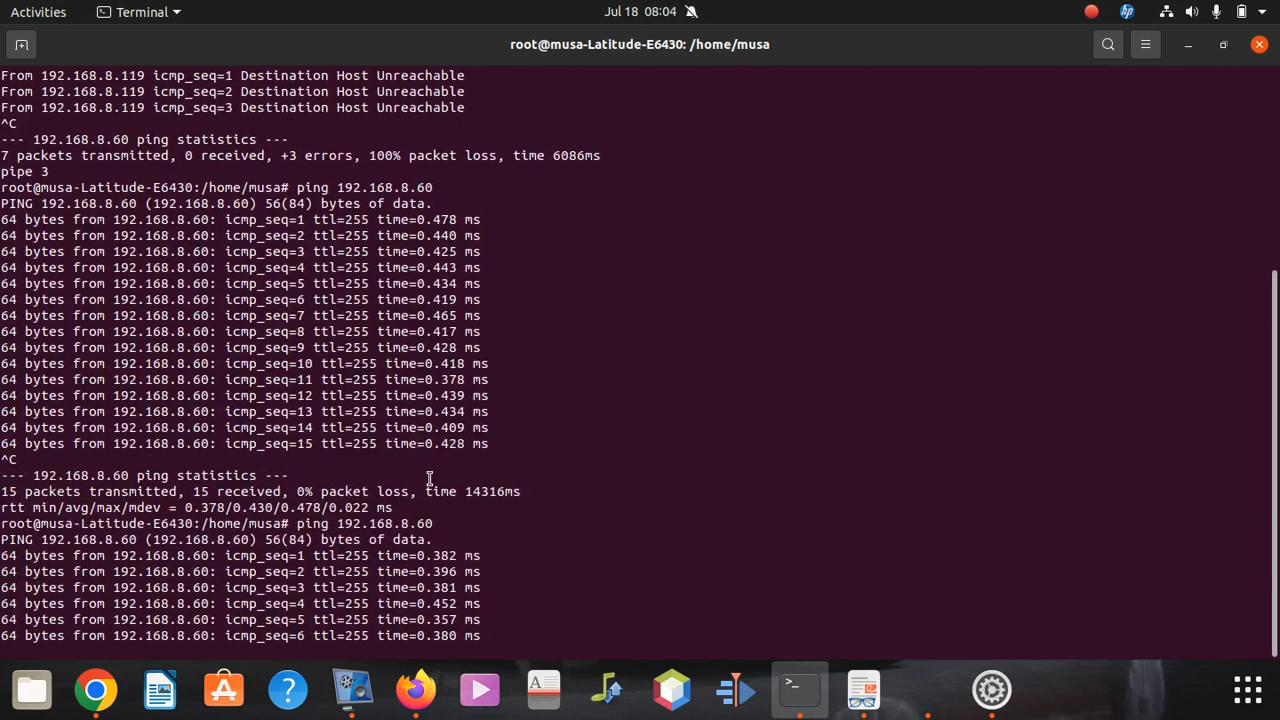 Activities
Terminal
Jul 18 08:04
root@musa-Latitude-E6430: /home/musa
From 192.168.8.119 icmp_seq=1 Destination Host Unreachable
From 192.168.8.119 icmp_seq=2 Destination Host Unreachable
From 192.168.8.119 icmp_seq=3 Destination Host Unreachable
^C
--- 192.168.8.60 ping statistics ---
7 packets transmitted, 0 received, +3 errors, 100% packet loss, time 6086ms
pipe 3
root@musa-Latitude-E6430:/home/musa# ping 192.168.8.60
PING 192.168.8.60 (192.168.8.60) 56(84) bytes of data.
64 bytes from 192.168.8.60: icmp_seq=1 ttl=255 time=0.478 ms
64 bytes from 192.168.8.60: icmp_seq=2 ttl=255 time=0.440 ms
64 bytes from 192.168.8.60: icmp_seq=3 ttl=255 time=0.425 ms
64 bytes from 192.168.8.60: icmp_seq=4 ttl=255 time=0.443 ms
64 bytes from 192.168.8.60: icmp_seq=5 ttl=255 time=0.434 ms
64 bytes from 192.168.8.60: icmp_seq=6 ttl=255 time=0.419 ms
64 bytes from 192.168.8.60: icmp_seq=7 ttl=255 time=0.465 ms
64 bytes from 192.168.8.60: icmp_seq=8 ttl=255 time=0.417 ms
64 bytes from 192.168.8.60: icmp_seq=9 ttl=255 time=0.428 ms
64 bytes from 192.168.8.60: icmp_seq=10 ttl=255 time=0.418 ms
64 bytes from 192.168.8.60: icmp_seq=11 ttl=255 time=0.378 ms
64 bytes from 192.168.8.60: icmp_seq=12 ttl=255 time=0.439 ms
64 bytes from 192.168.8.60: icmp_seq=13 ttl=255 time=0.434 ms
64 bytes from 192.168.8.60: icmp_seq=14 ttl=255 time=0.409 ms
64 bytes from 192.168.8.60: icmp_seq=15 ttl=255 time=0.428 ms
^C
--- 192.168.8.60 ping statistics ---
15 packets transmitted, 15 received, 0% packet loss, time 14316ms
rtt min/avg/max/mdev = 0.378/0.430/0.478/0.022 ms
root@musa-Latitude-E6430:/home/musa# ping 192.168.8.60
PING 192.168.8.60 (192.168.8.60) 56(84) bytes of data.
64 bytes from 192.168.8.60: icmp_seq=1 ttl=255 time=0.382 ms
64 bytes from 192.168.8.60: icmp_seq=2 ttl=255 time=0.396 ms
64 bytes from 192.168.8.60: icmp_seq=3 ttl=255 time=0.381 ms
64 bytes from 192.168.8.60: icmp_seq=4 ttl=255 time=0.452 ms
64 bytes from 192.168.8.60: icmp_seq=5 ttl=255 time=0.357 ms
64 bytes from 192.168.8.60: icmp_seq=6 ttl=255 time=0.380 ms